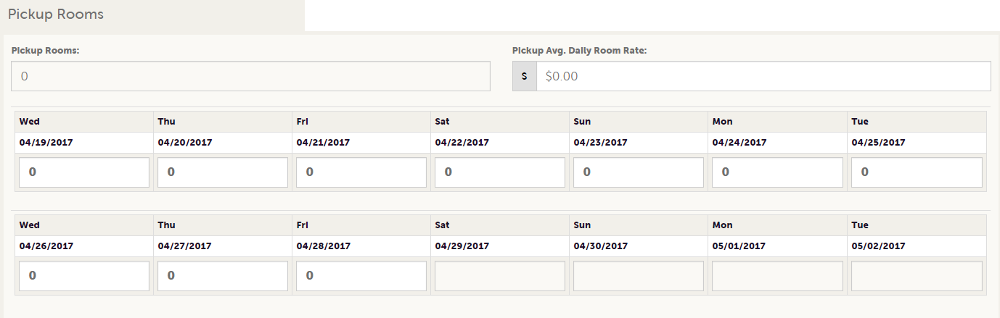 Pickup Rooms
Pickup Rooms: Pickup Avg. Daily Room Rate:
0 $ $0.00
Wed Thu Fri Sat Sun Mon Tue
04/19/2017 04/20/2017 04/21/2017 04/22/2017 04/23/2017 04/24/2017 04/25/2017
0 0 0 0 0 0 0
Wed Thu Fri Sat Sun Mon Tue
04/26/2017 04/27/2017 04/28/2017 04/29/2017 04/30/2017 05/01/2017 05/02/2017
0 0 0